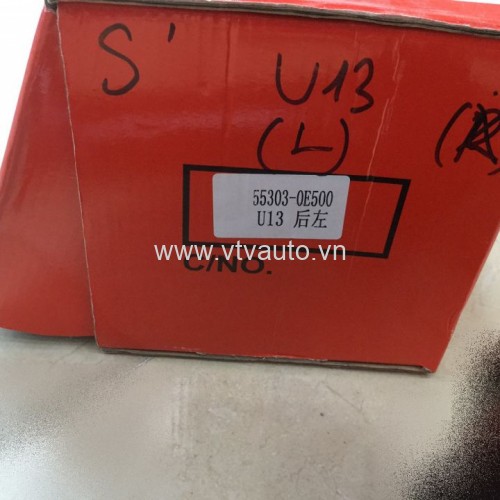 S'
U13
(L)
55303-0E500
U13 后左
www.vtvauto.vn
C/NO.